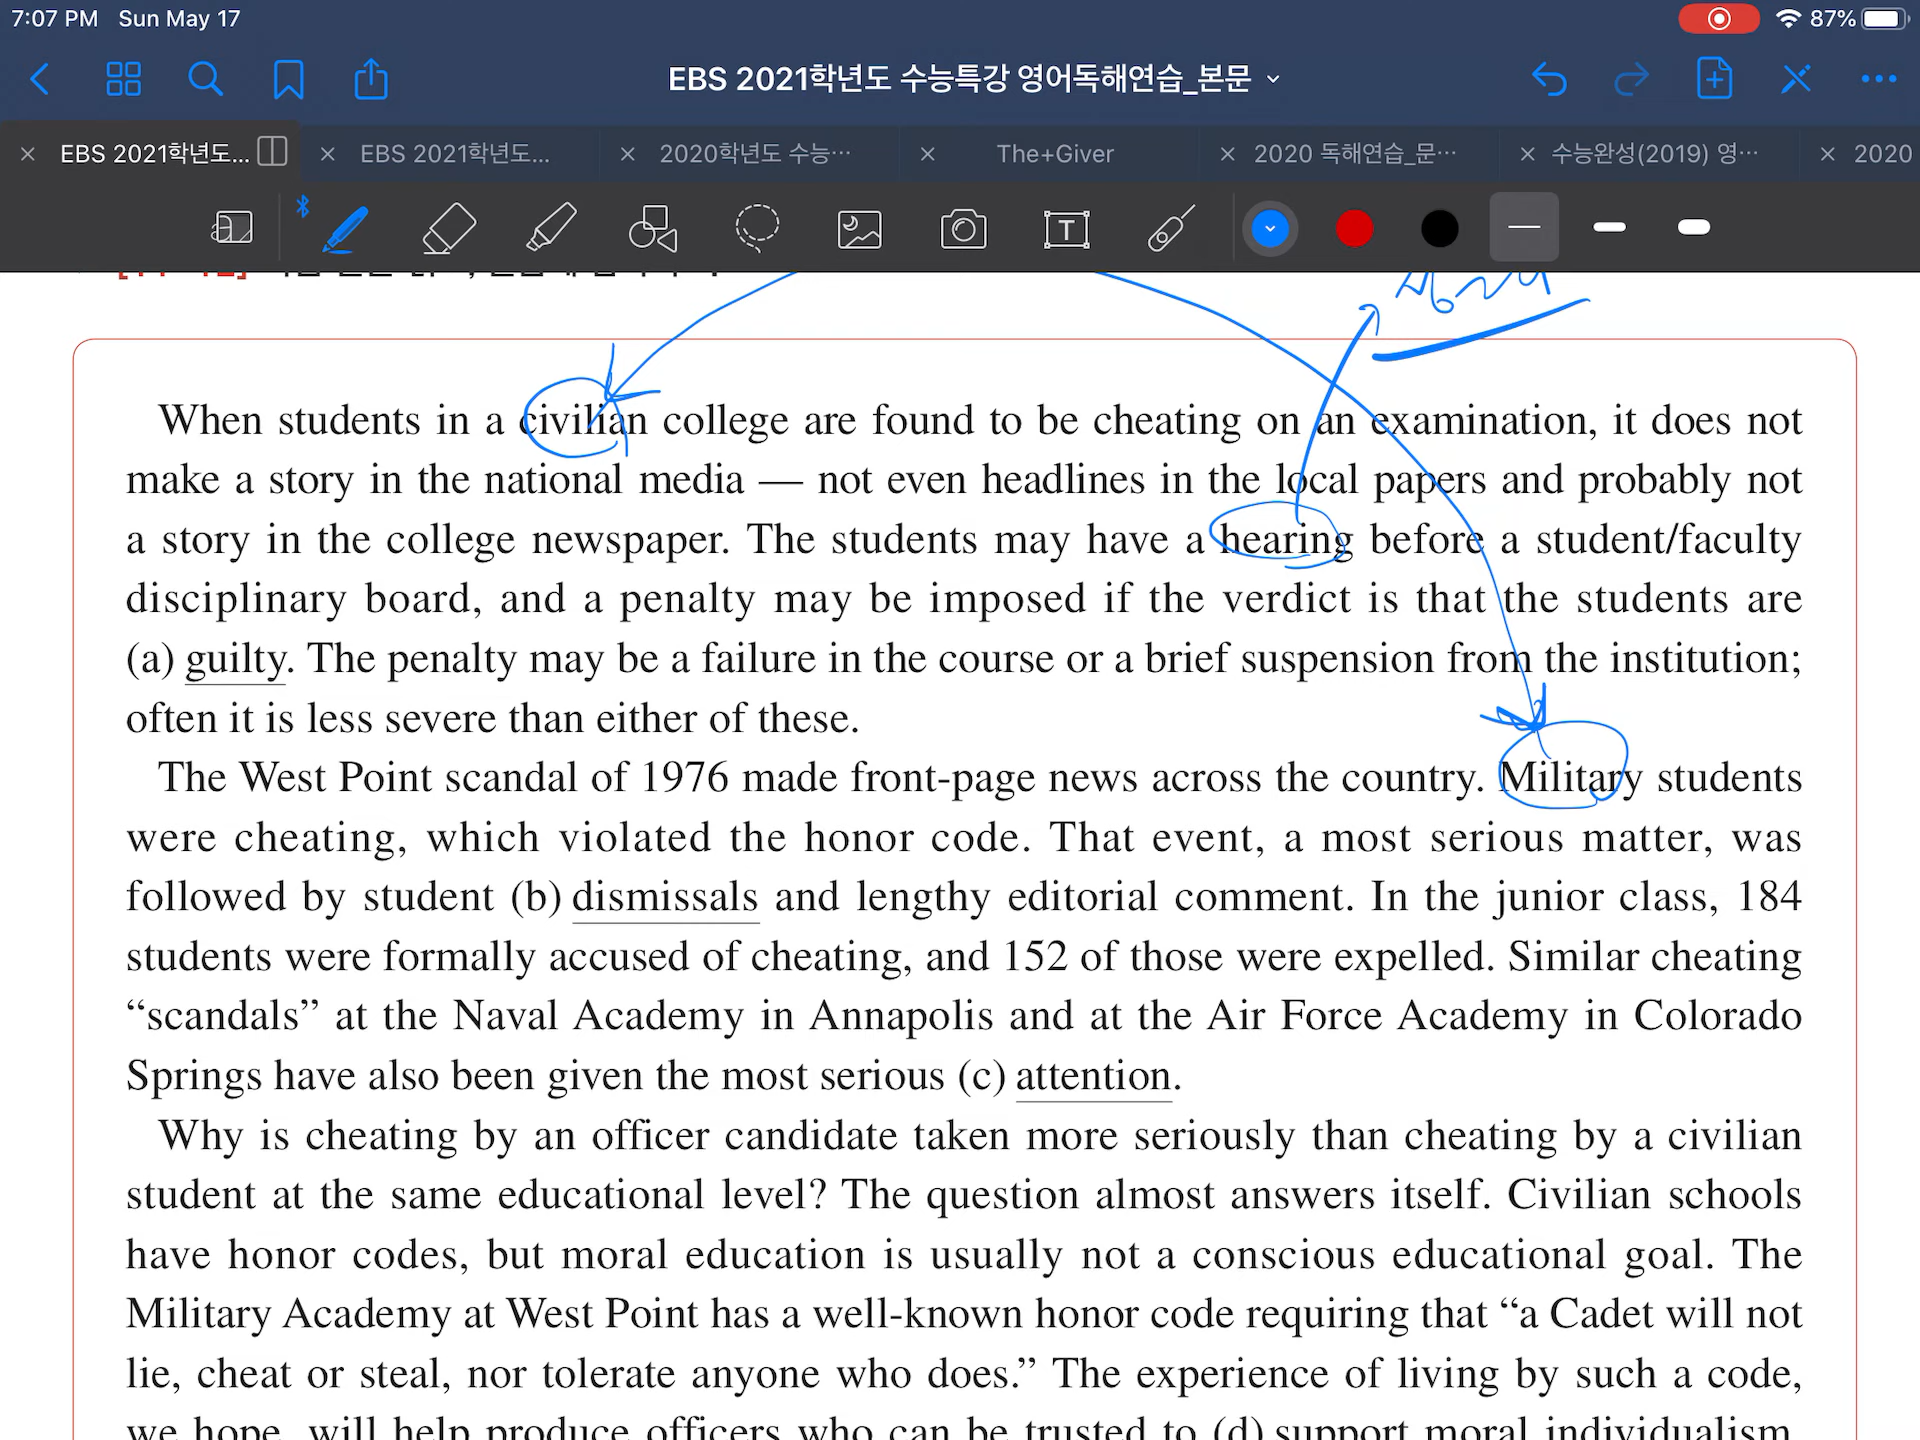 7:07 PM Sun May 17
87%
EBS 2021학년도 수능특강 영어독해연습_본문
EBS 2021학년도...
EBS 2021학년도...
2020학년도 수능…
The+Giver
2020 독해연습_문…
수능완성(2019) 영…
2020
When students in a civilian college are found to be cheating on an examination, it does not
make a story in the national media — not even headlines in the local papers and probably not
a story in the college newspaper. The students may have a hearing before a student/faculty
disciplinary board, and a penalty may be imposed if the verdict is that the students are
(a) guilty. The penalty may be a failure in the course or a brief suspension from the institution;
often it is less severe than either of these.
The West Point scandal of 1976 made front-page news across the country. Military students
were cheating, which violated the honor code. That event, a most serious matter, was
followed by student (b) dismissals and lengthy editorial comment. In the junior class, 184
students were formally accused of cheating, and 152 of those were expelled. Similar cheating
“scandals” at the Naval Academy in Annapolis and at the Air Force Academy in Colorado
Springs have also been given the most serious (c) attention.
Why is cheating by an officer candidate taken more seriously than cheating by a civilian
student at the same educational level? The question almost answers itself. Civilian schools
have honor codes, but moral education is usually not a conscious educational goal. The
Military Academy at West Point has a well-known honor code requiring that “a Cadet will not
lie, cheat or steal, nor tolerate anyone who does.” The experience of living by such a code,
we hope, will help produce officers who can be trusted to (d) support moral individualism